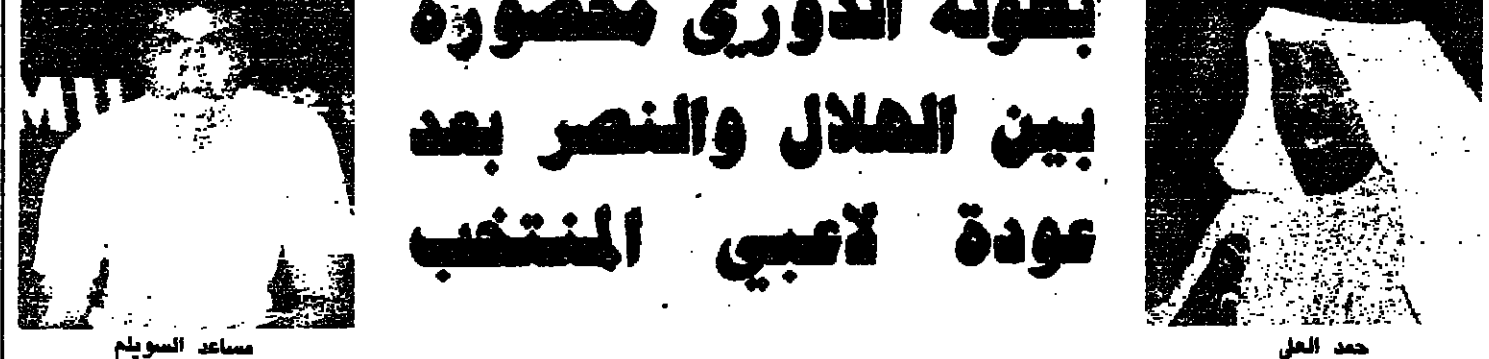 بطولة الدوري محصورة
بين الهلال والنصر بعد
عودة لاعبي المنتخب
حمد العلي
مساعد السويلم